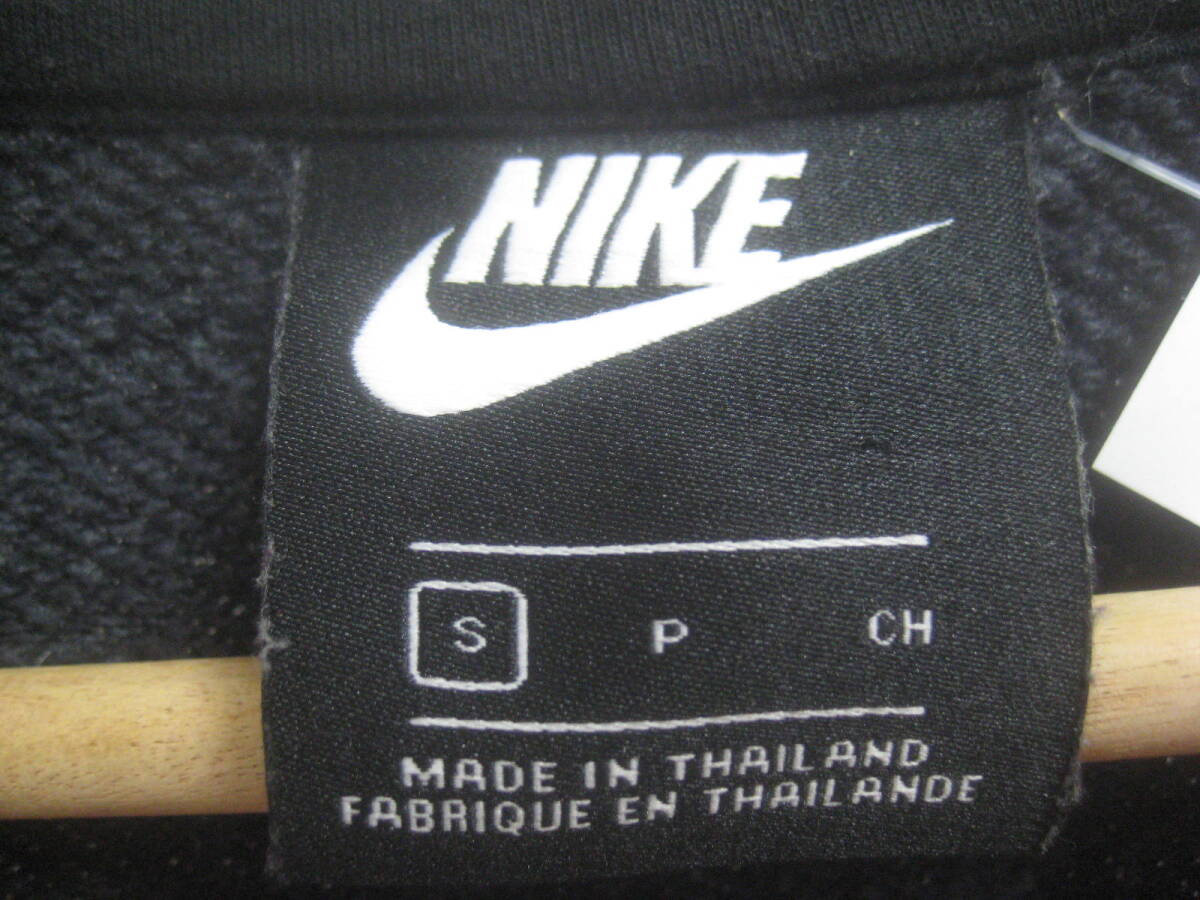 NIKE
S P CH
MADE IN THAILAND
FABRIQUE EN THAILANDE